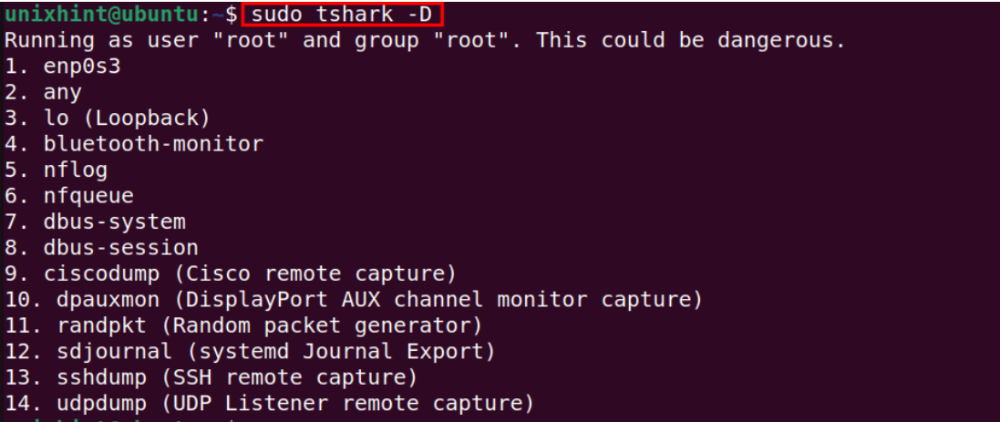 unixhint@ubuntu:~$ sudo tshark -D
Running as user "root" and group "root". This could be dangerous.
1. enp0s3
2. any
3. lo (Loopback)
4. bluetooth-monitor
5. nflog
6. nfqueue
7. dbus-system
8. dbus-session
9. ciscodump (Cisco remote capture)
10. dpauxmon (DisplayPort AUX channel monitor capture)
11. randpkt (Random packet generator)
12. sdjournal (systemd Journal Export)
13. sshdump (SSH remote capture)
14. udpdump (UDP Listener remote capture)